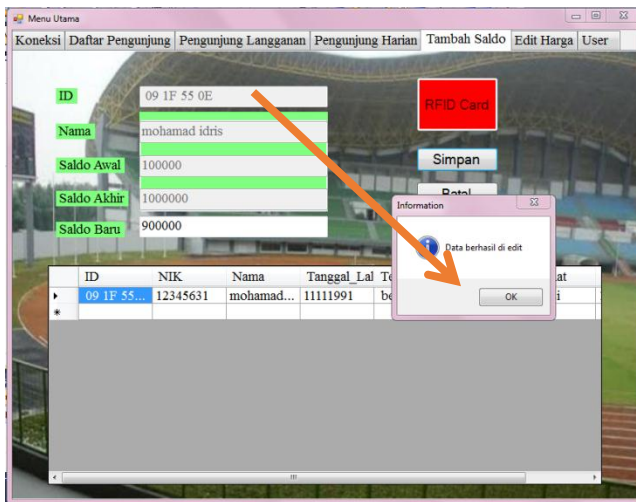 Menu Utama
Koneksi Daftar Pengunjung Pengunjung Langganan Pengunjung Harian Tambah Saldo Edit Harga User
ID 09 1F 55 0E
RFID Card
Nama mohamad idris
Saldo Awal 100000
Simpan
Saldo Akhir 1000000
Batal
Saldo Baru 900000
Information
Data berhasil di edit
OK
ID NIK Nama Tanggal_Lal
09 1F 55... 12345631 mohamad... 11111991